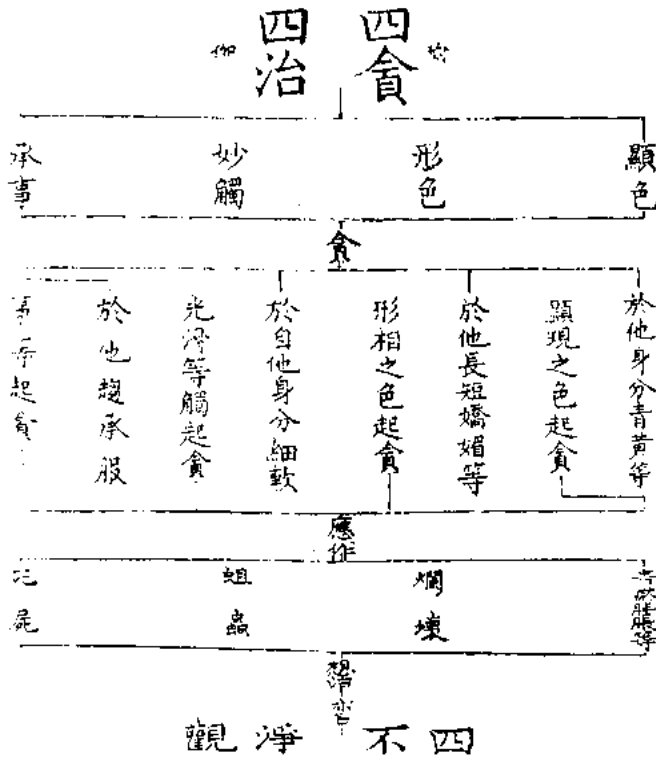 四貪
四治
伽
顯色
形色
妙觸
承事
貪
於他身分青黃等
顯現之色起貪
於他長短嬌媚等
形相之色起貪
於自他身分細軟
光滑等觸起貪
於他趨承服
起貪
應作
爛壞
蛆蟲
屍
四不淨觀